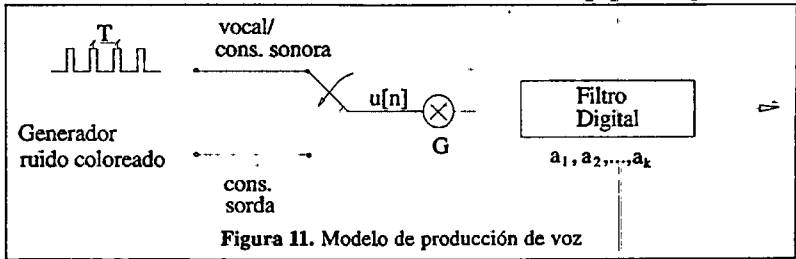 T
vocal/
cons. sonora
u[n]
G
Filtro
Digital
a1, a2,...,ak
Generador
ruido coloreado
cons.
sorda
Figura 11. Modelo de producción de voz